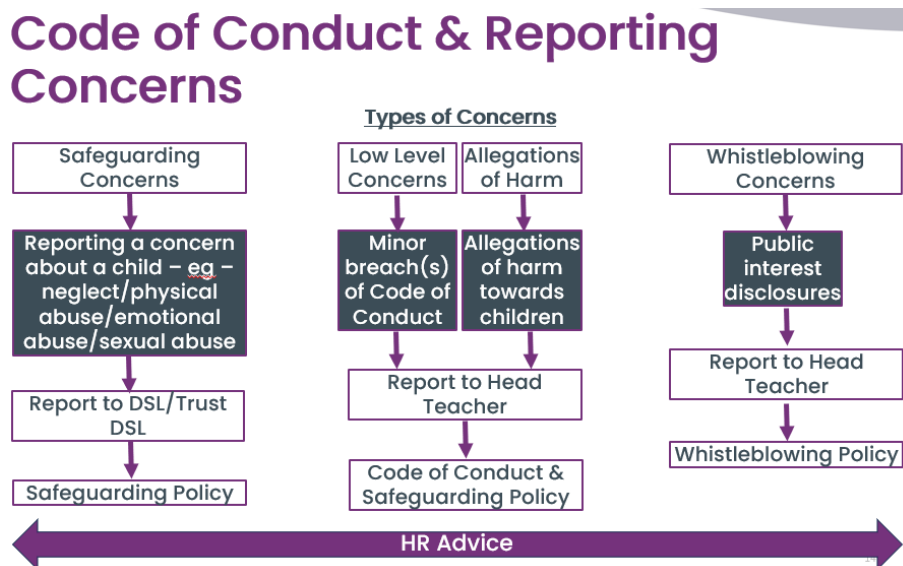 Code of Conduct & Reporting
Concerns
Types of Concerns
Safeguarding
Concerns
Reporting a concern
about a child – eg –
neglect/physical
abuse/emotional
abuse/sexual abuse
Report to DSL/Trust
DSL
Safeguarding Policy
Low Level
Concerns
Minor
breach(s)
of Code of
Conduct
Allegations
of Harm
Allegations
of harm
towards
children
Report to Head
Teacher
Code of Conduct &
Safeguarding Policy
Whistleblowing
Concerns
Public
interest
disclosures
Report to Head
Teacher
Whistleblowing Policy
HR Advice